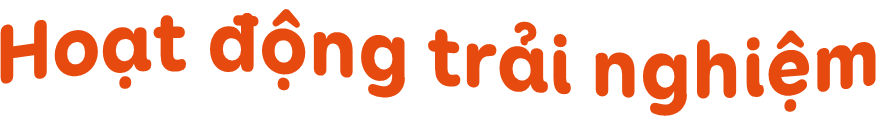 Hoạt động trải nghiệm